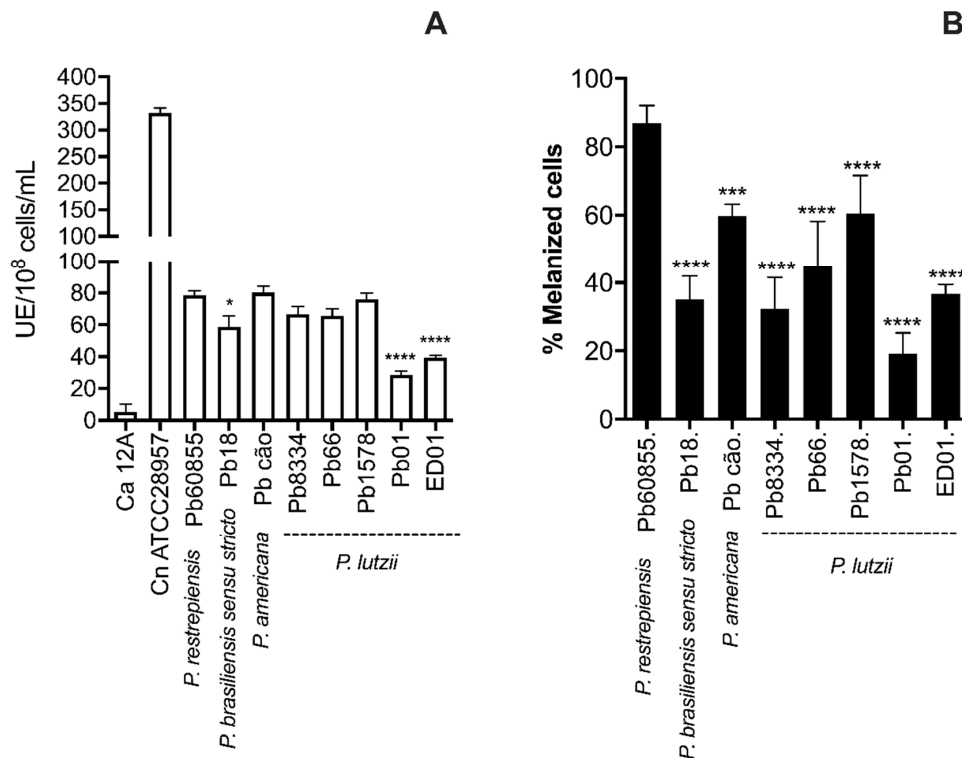 A
UE/10⁸ cells/mL
400
350
300
250
200
150
100
80
60
40
20
0
*
****
****
Ca 12A
Cn ATCC28957
Pb60855
Pb18
Pb cão
Pb8334
Pb66
Pb1578
Pb01
ED01
P. restrepiensis
P. brasiliensis sensu stricto
P. americana
P. lutzii
B
% Melanized cells
100
80
60
40
20
0
****
***
****
****
****
****
****
Pb60855.
Pb18.
Pb cão.
Pb8334.
Pb66.
Pb1578.
Pb01.
ED01.
P. restrepiensis
P. brasiliensis sensu stricto
P. americana
P. lutzii